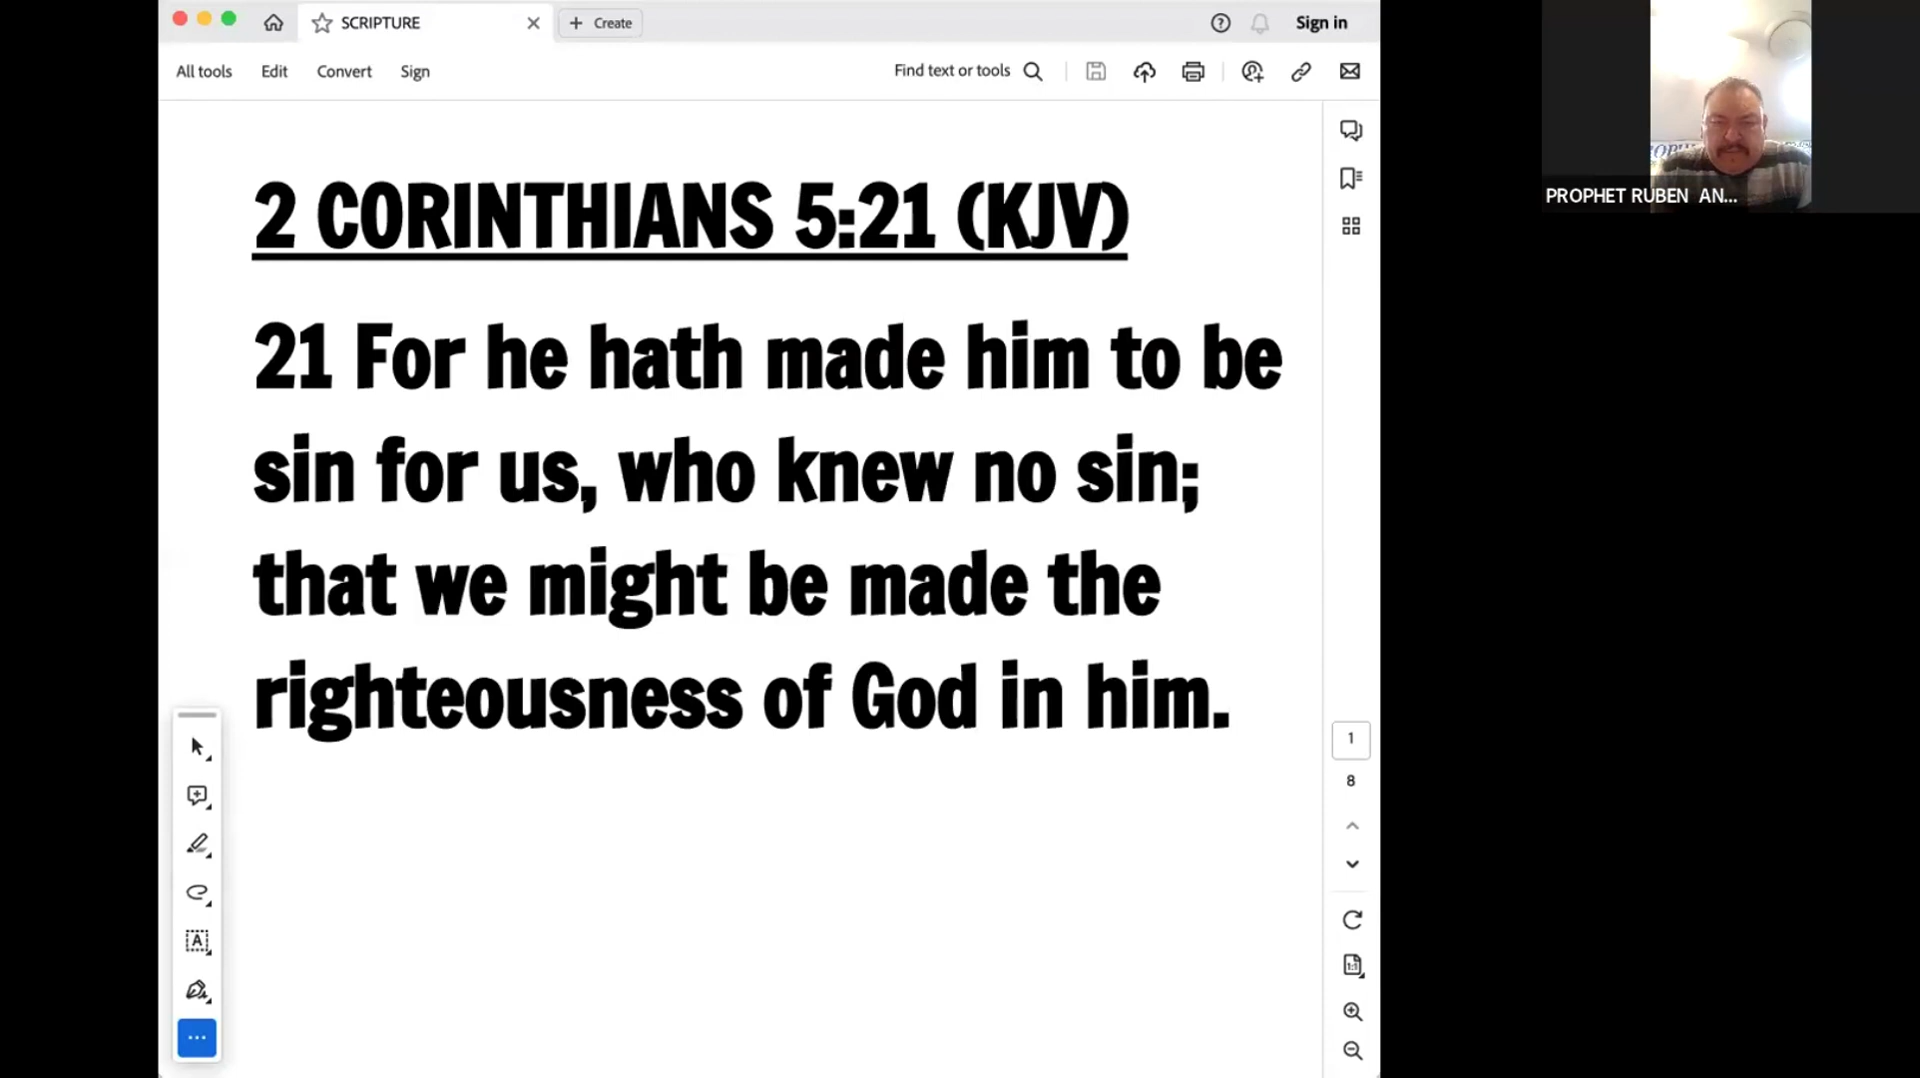 SCRIPTURE
Create
Sign in
All tools
Edit
Convert
Sign
Find text or tools
2 CORINTHIANS 5:21 (KJV)
21 For he hath made him to be
sin for us, who knew no sin;
that we might be made the
righteousness of God in him.
1
8
PROPHET RUBEN AN...